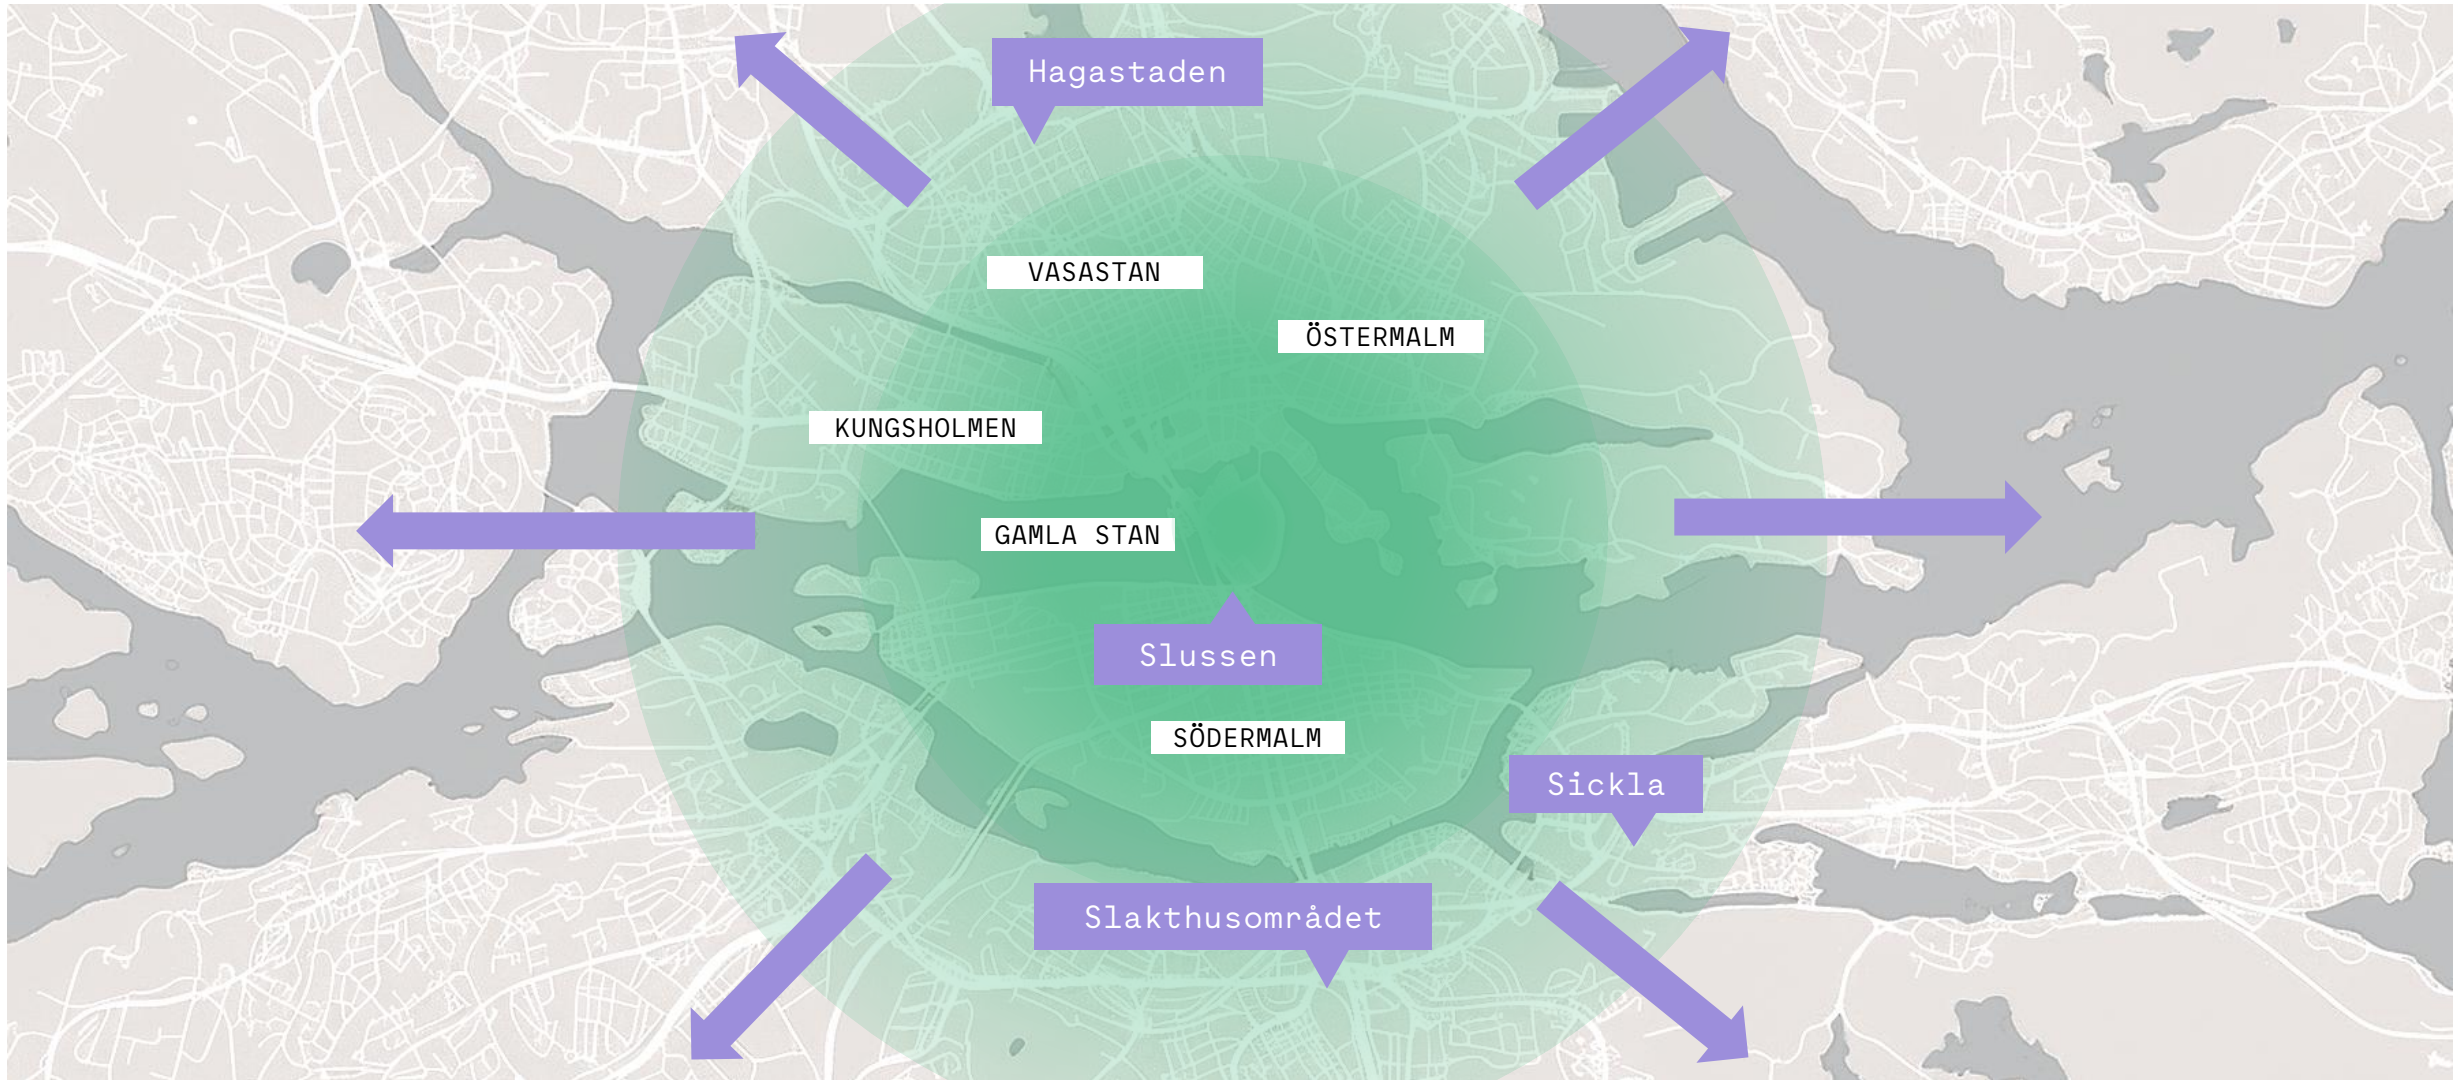 Hagastaden
VASASTAN
ÖSTERMALM
KUNGSHOLMEN
GAMLA STAN
Slussen
SÖDERMALM
Sickla
Slakthusområdet